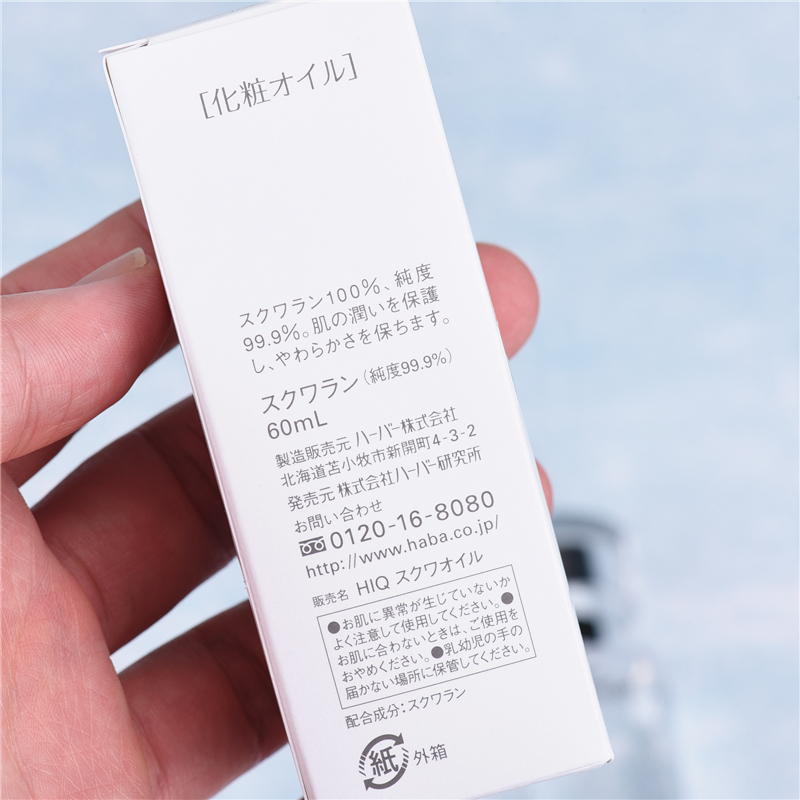 [化粧オイル]
スクワラン100%、純度
99.9%。肌の潤いを保護
し、やわらかさを保ちます。
スクワラン(純度99.9%)
60mL
製造販売元 ハーバー株式会社
北海道苫小牧市新開町4-3-2
発売元 株式会社ハーバー研究所
お問い合わせ
0120-16-8080
http://www.haba.co.jp/
販売名 HIQ スクワオイル
●お肌に異常が生じていないか
よく注意して使用してください。●
お肌に合わないときは、ご使用を
おやめください。●乳幼児の手の
届かない場所に保管してください。
配合成分:スクワラン
紙 外箱